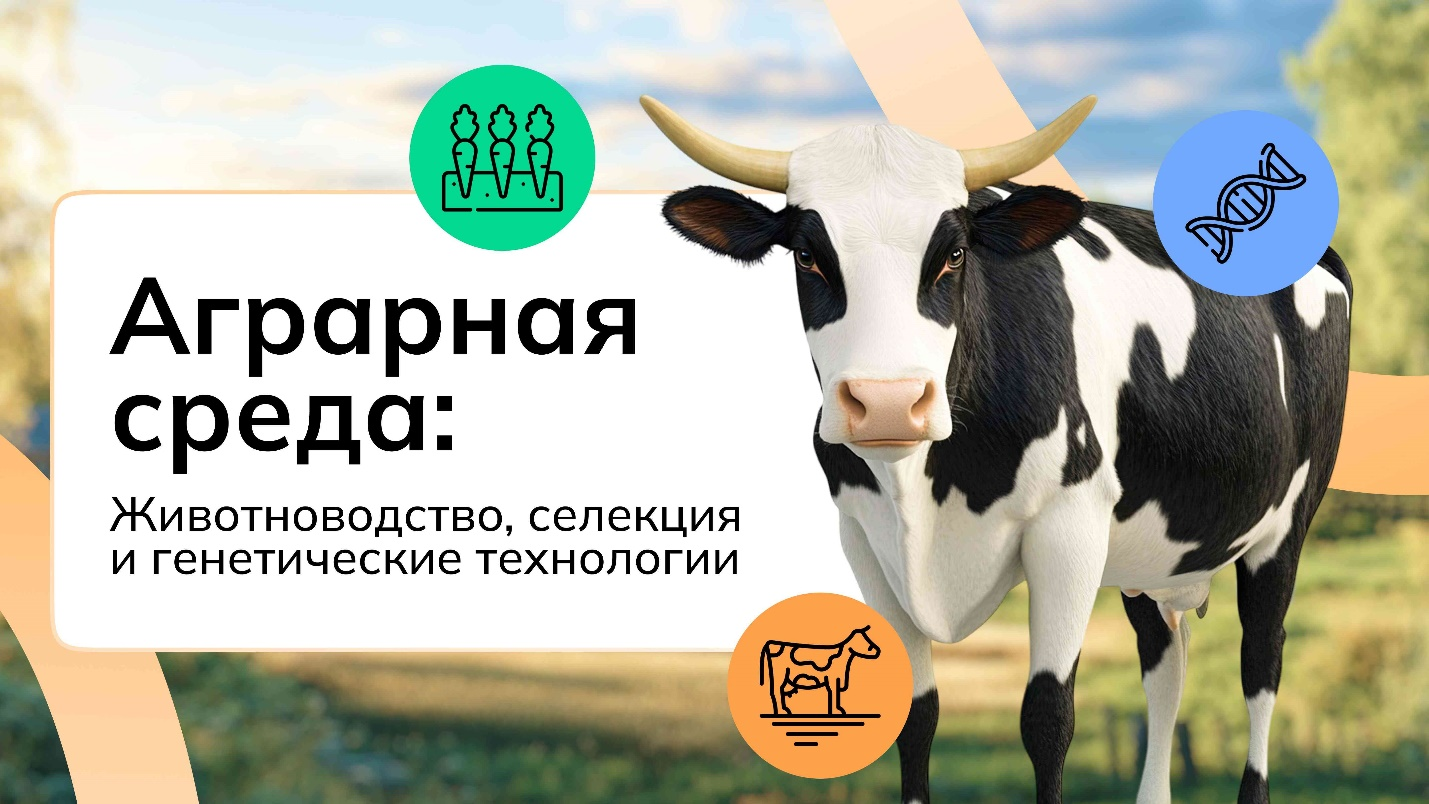 Аграрная
среда:
Животноводство, селекция
и генетические технологии